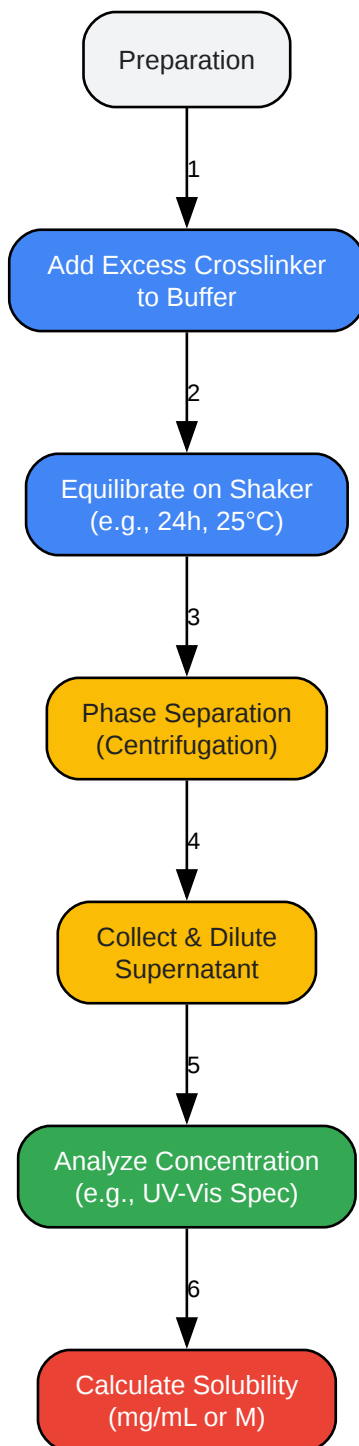 Preparation
1
Add Excess Crosslinker
to Buffer
2
Equilibrate on Shaker
(e.g., 24h, 25°C)
3
Phase Separation
(Centrifugation)
4
Collect & Dilute
Supernatant
5
Analyze Concentration
(e.g., UV-Vis Spec)
6
Calculate Solubility
(mg/mL or M)